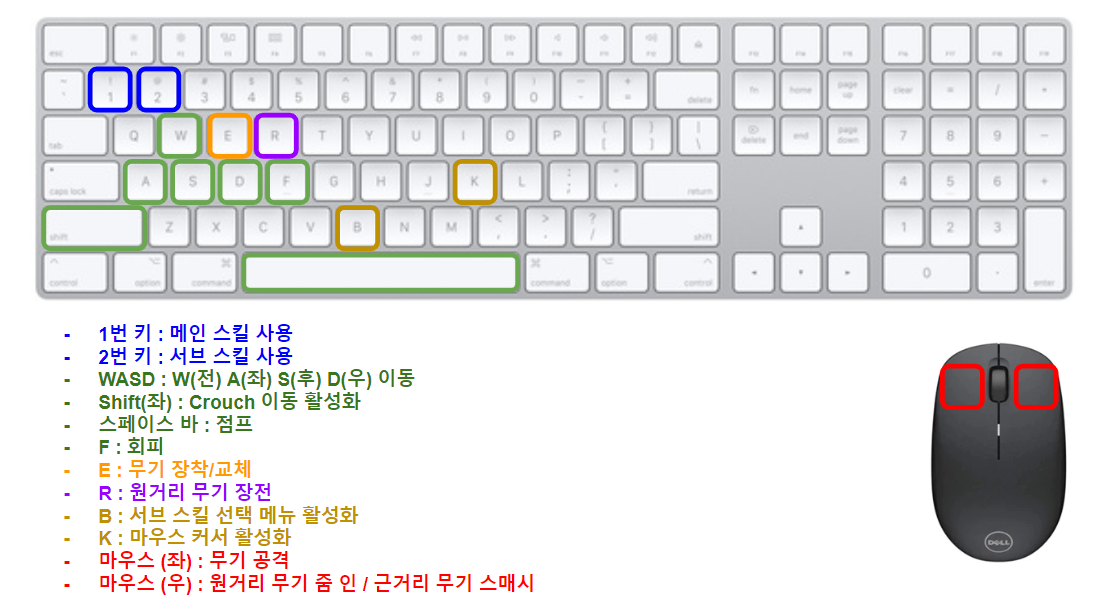 esc F1 F2 F3 F4 F5 F6 F7 F8 F9 F10 F11 F12 F13 F14 F15 F16 F17 F18 F19
~ ` ! 1 @ 2 # 3 $ 4 % 5 ^ 6 & 7 * 8 ( 9 ) 0 - + = delete fn home page up clear = / *
tab Q W E R T Y U I O P { [ } ] | \ delete end page down 7 8 9 -
caps lock A S D F G H J K L : ; " ' return 4 5 6 +
shift Z X C V B N M < , > . ? / shift 1 2 3
control option command command option control 0 . enter
- 1번 키 : 메인 스킬 사용
- 2번 키 : 서브 스킬 사용
- WASD : W(전) A(좌) S(후) D(우) 이동
- Shift(좌) : Crouch 이동 활성화
- 스페이스 바 : 점프
- F : 회피
- E : 무기 장착/교체
- R : 원거리 무기 장전
- B : 서브 스킬 선택 메뉴 활성화
- K : 마우스 커서 활성화
- 마우스 (좌) : 무기 공격
- 마우스 (우) : 원거리 무기 줌 인 / 근거리 무기 스매시
DELL